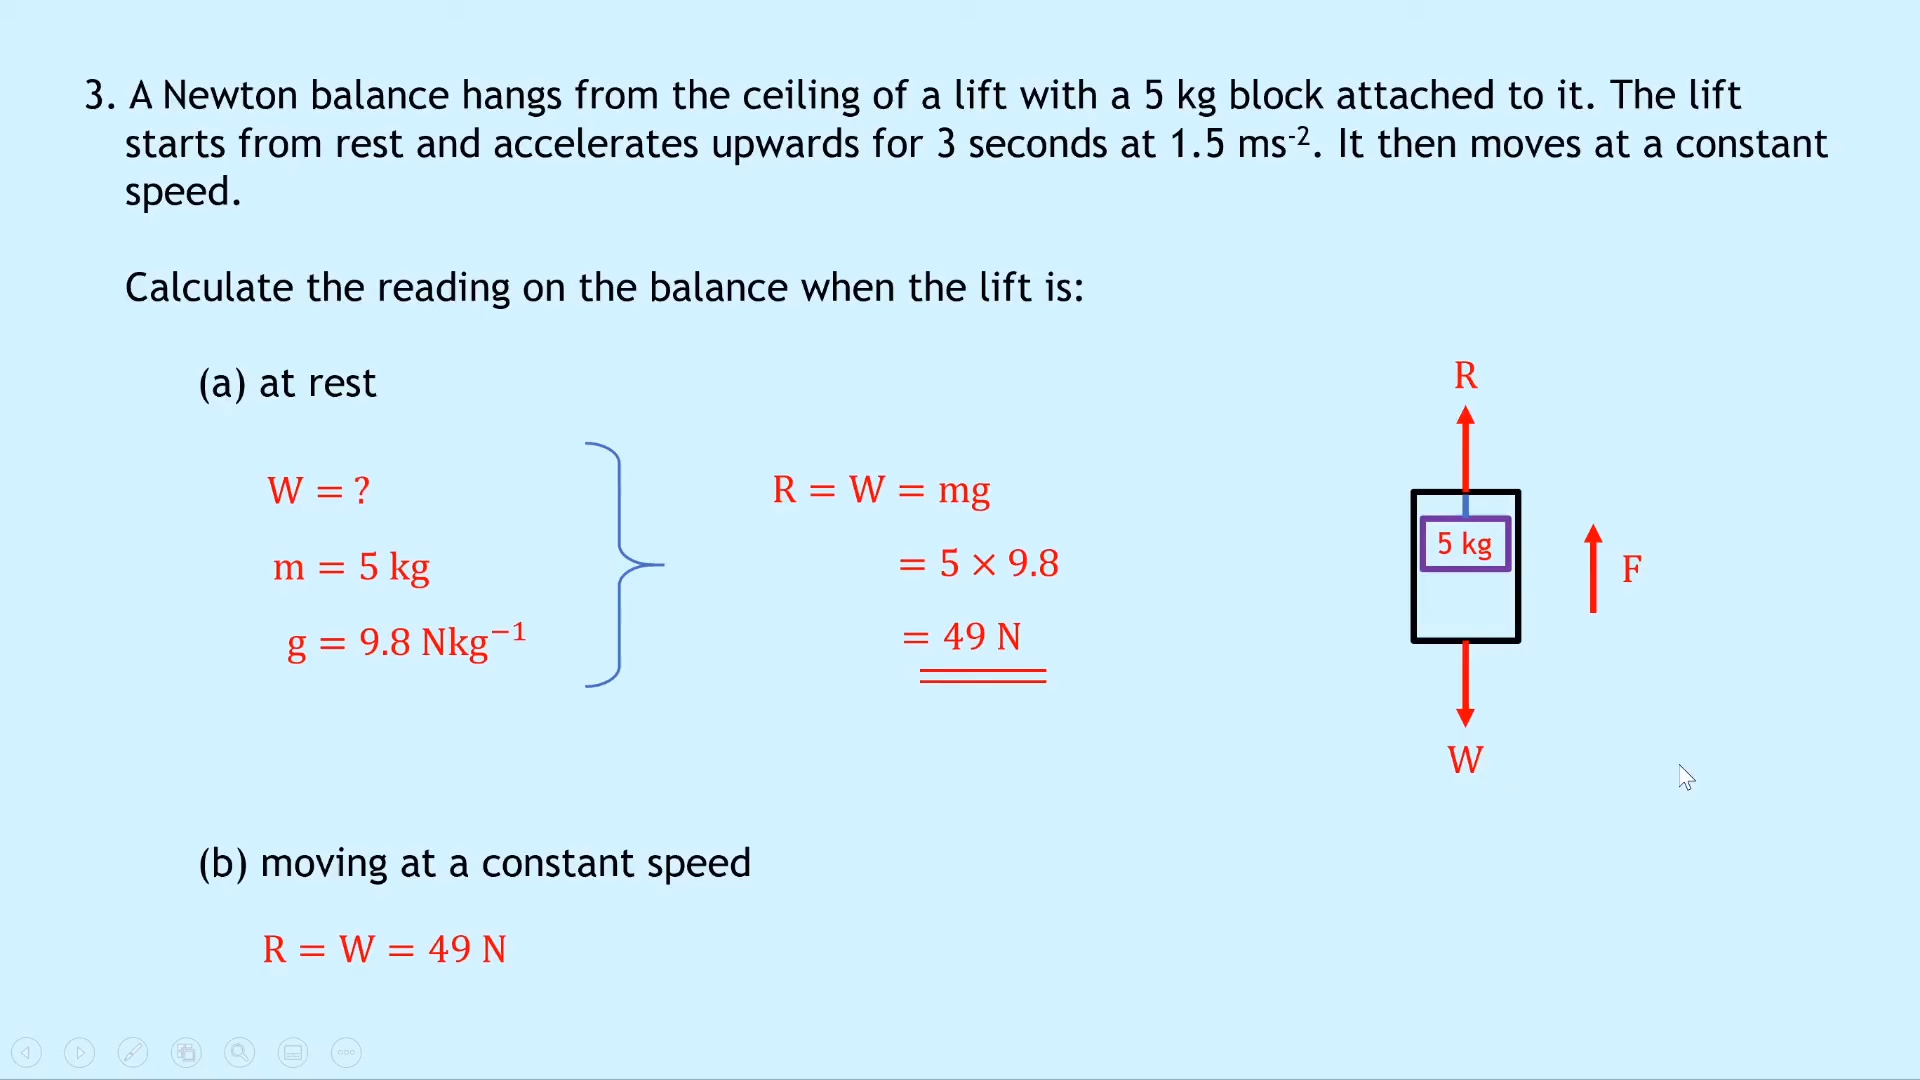 3. A Newton balance hangs from the ceiling of a lift with a 5 kg block attached to it. The lift
starts from rest and accelerates upwards for 3 seconds at 1.5 ms⁻². It then moves at a constant
speed.
Calculate the reading on the balance when the lift is:
(a) at rest
W = ?
m = 5 kg
g = 9.8 Nkg⁻¹
R = W = mg
= 5 × 9.8
= 49 N
R
5 kg
F
W
(b) moving at a constant speed
R = W = 49 N